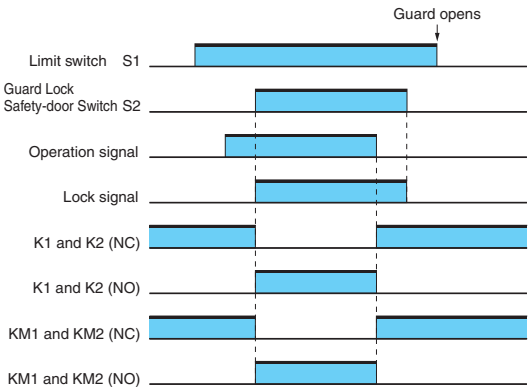 Guard opens
Limit switch S1
Guard Lock
Safety-door Switch S2
Operation signal
Lock signal
K1 and K2 (NC)
K1 and K2 (NO)
KM1 and KM2 (NC)
KM1 and KM2 (NO)